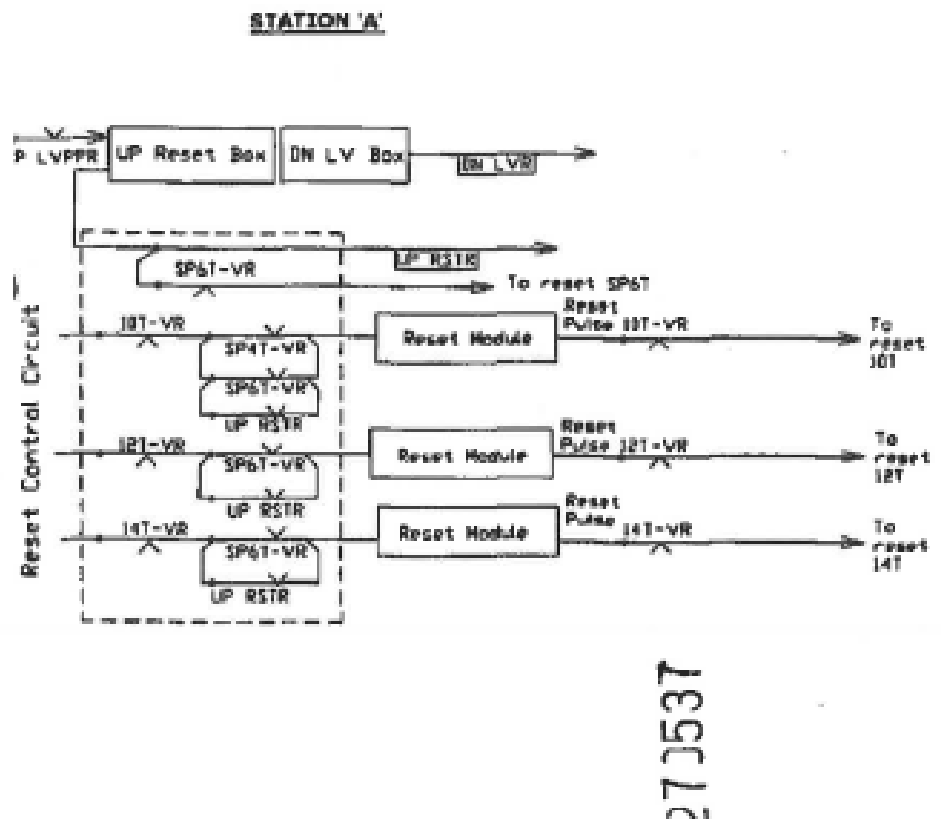 STATION 'A'
P LVPPR
UP Reset Box
DN LV Box
DN LVR
UP RSTR
SP6T-VR
To reset SP6T
Reset Control Circuit
10T-VR
SP4T-VR
SP6T-VR
UP RSTR
Reset Module
Reset
Pulse 10T-VR
To
reset
10T
12T-VR
SP6T-VR
UP RSTR
Reset Module
Reset
Pulse 12T-VR
To
reset
12T
14T-VR
SP6T-VR
UP RSTR
Reset Module
Reset
Pulse
14T-VR
To
reset
14T